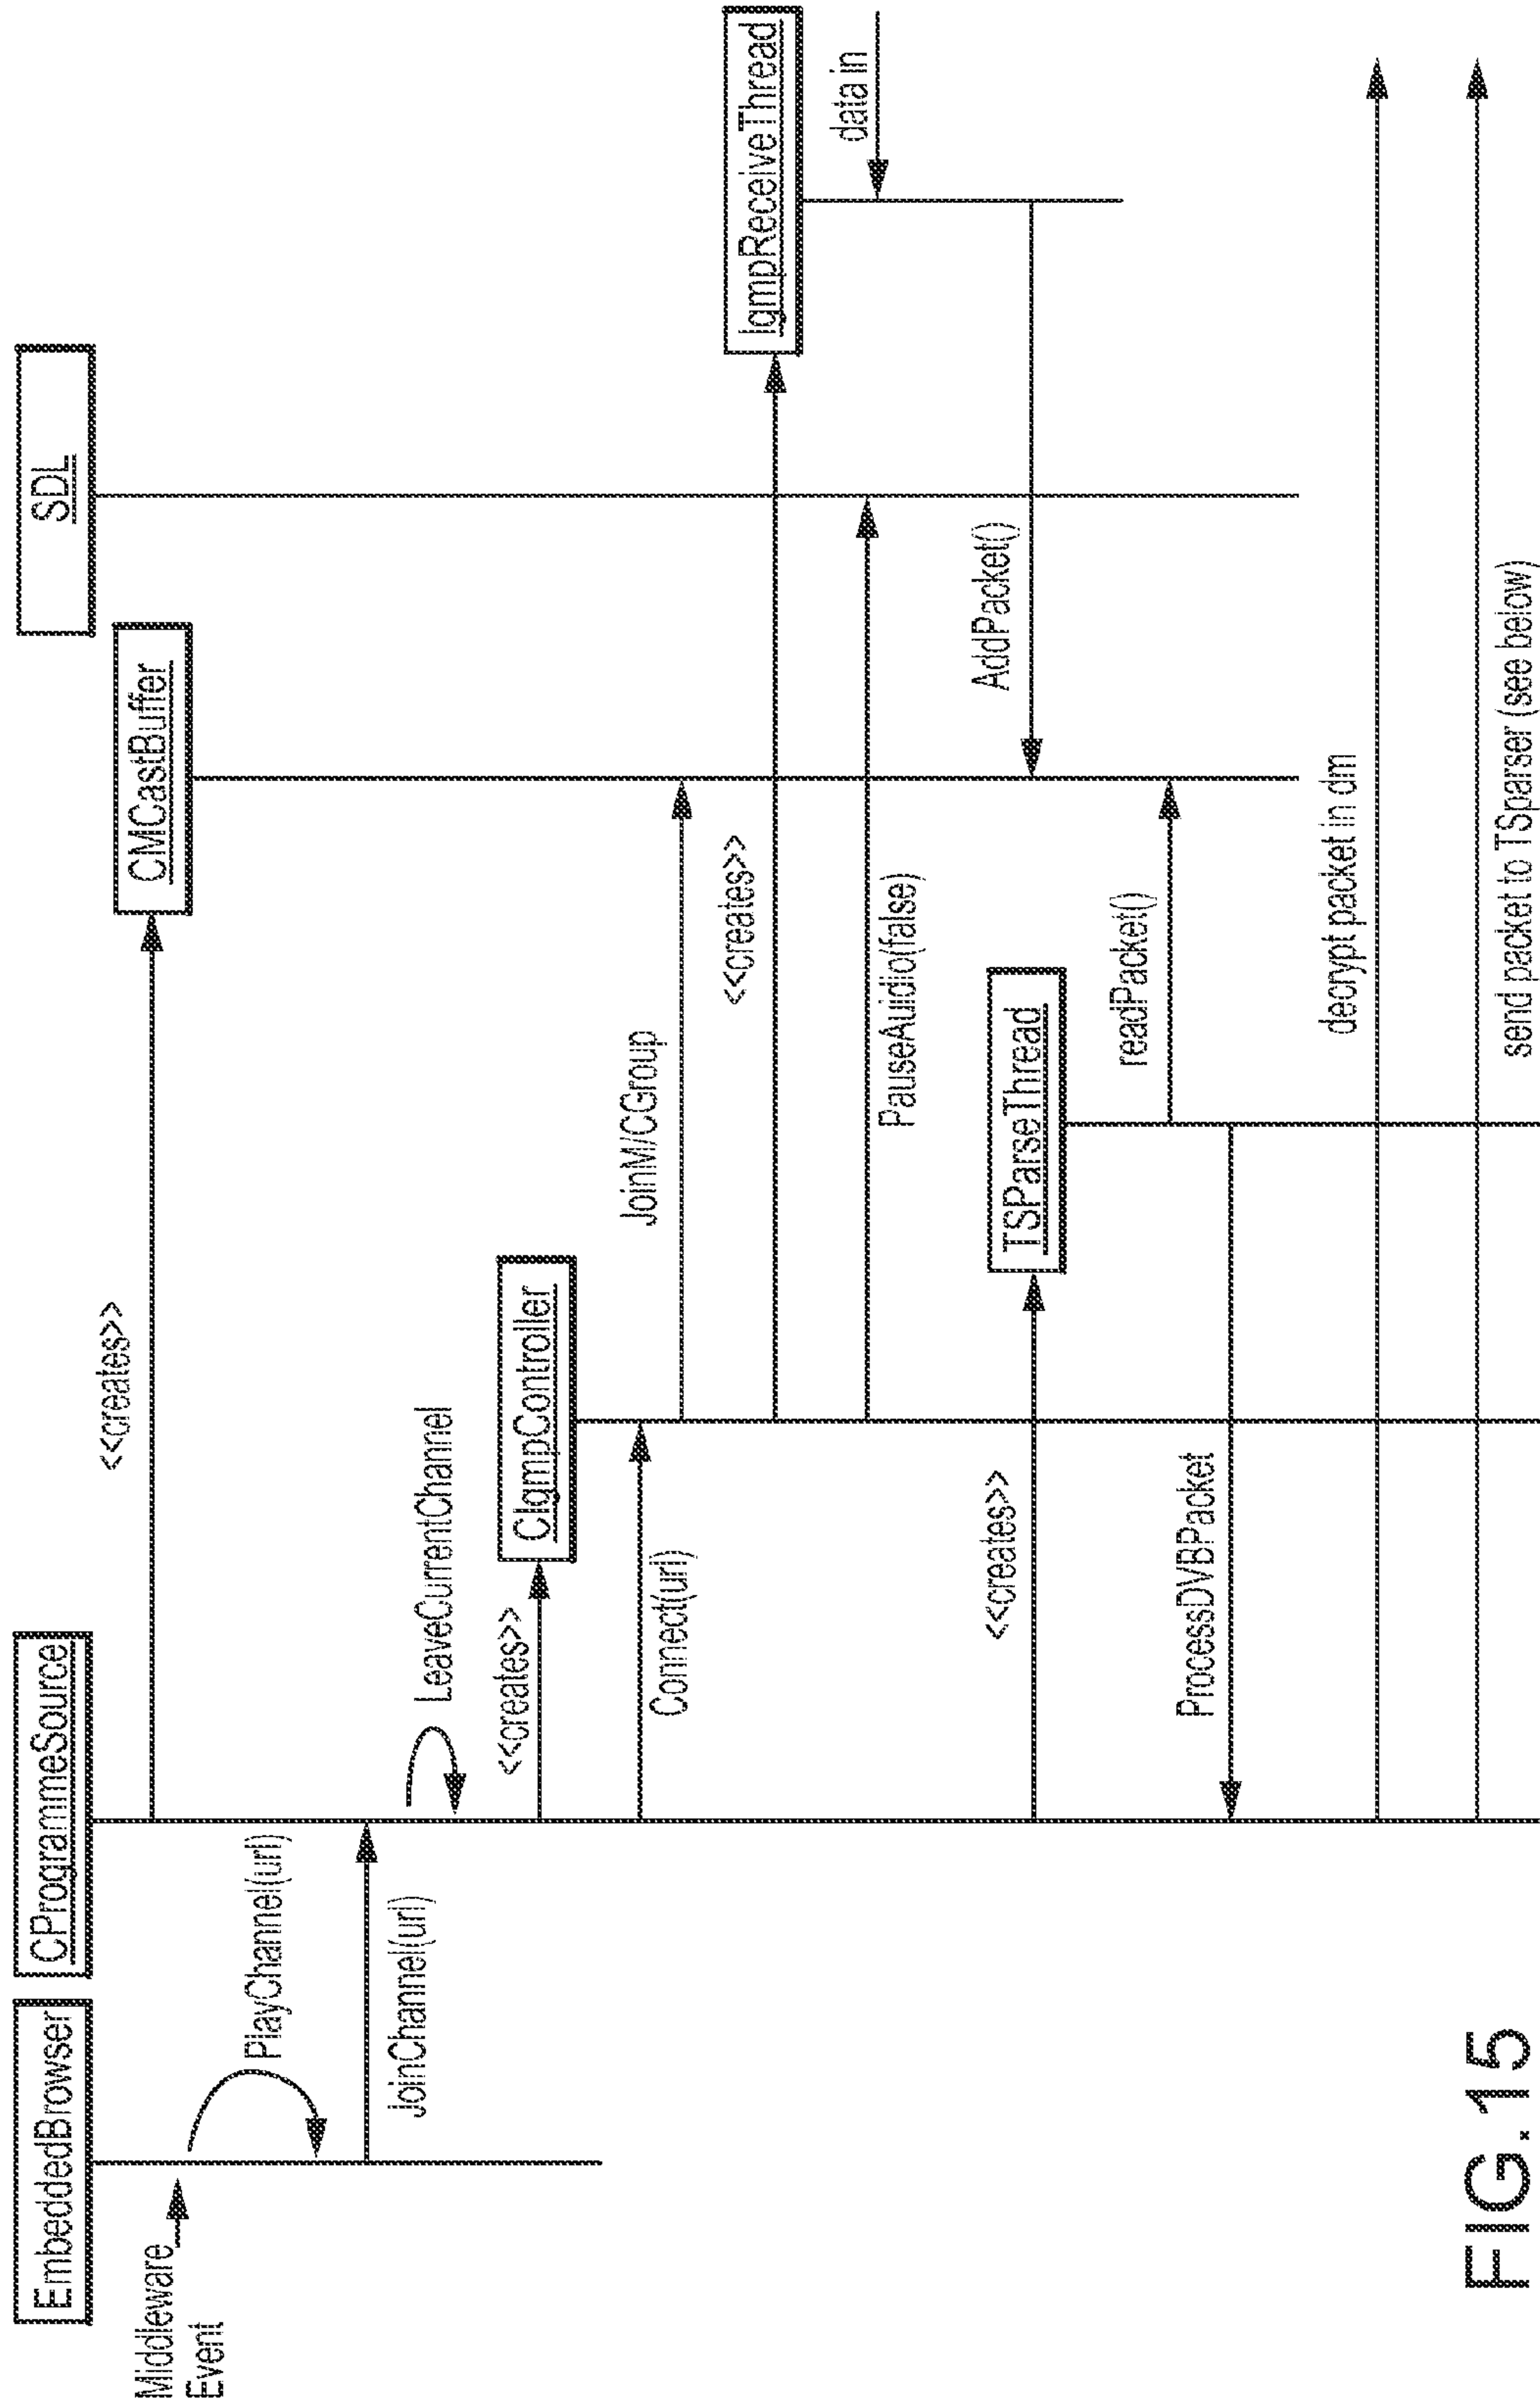 EmbeddedBrowser
CProgrammeSource
SDL
CMCastBuffer
<<creates>>
Middleware
Event
PlayChannel(url)
JoinChannel(url)
LeaveCurrentChannel
<<creates>>
CIgmpController
Connect(url)
JoinM/CGroup
<<creates>>
IgmpReceiveThread
data in
PauseAuidio(false)
AddPacket()
<<creates>>
TSParseThread
readPacket()
ProcessDVBPacket
decrypt packet in dm
send packet to TSparser (see below)
FIG. 15